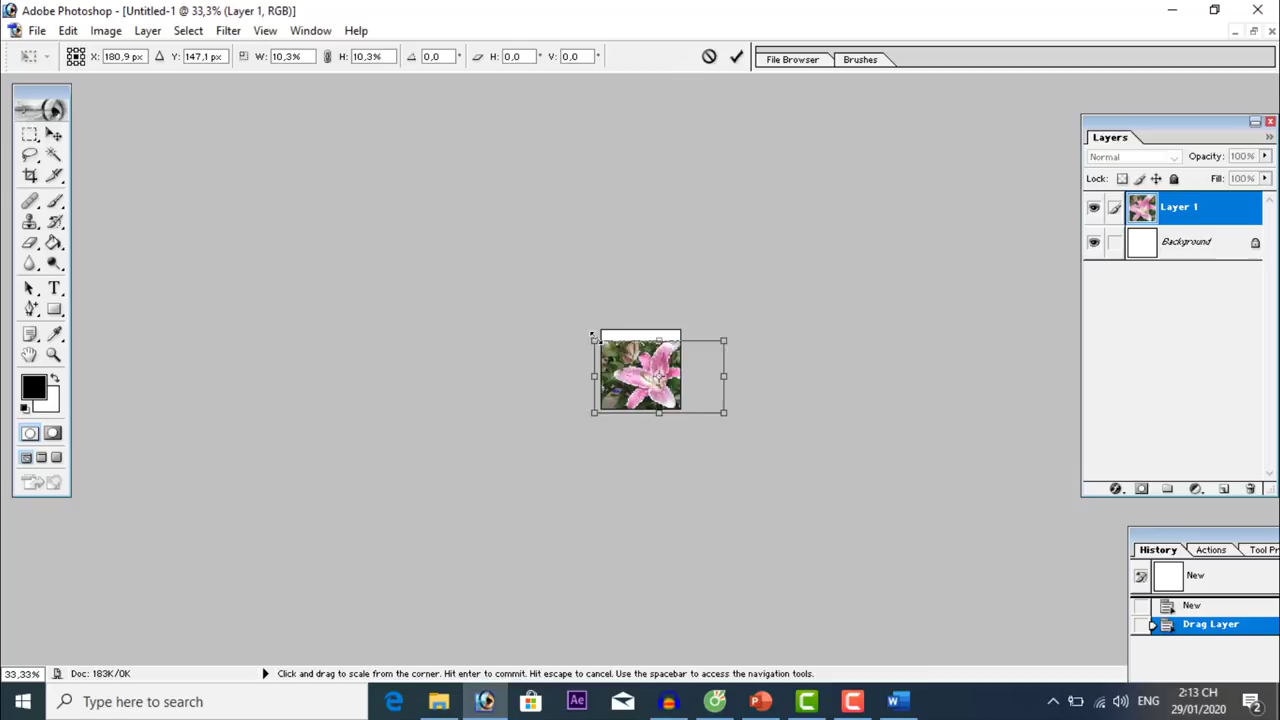 Adobe Photoshop - [Untitled-1 @ 33,3% (Layer 1, RGB)]
File Edit Image Layer Select Filter View Window Help
X: 180,9 px Y: 147,1 px W: 10,3% H: 10,3% 0,0 ° H: 0,0 ° V: 0,0 ° File Browser Brushes
Layers
Normal Opacity: 100%
Lock: Fill: 100%
Layer 1
Background
T
History Actions Tool Pr
New
New
Drag Layer
33,33% Doc: 183K/0K Click and drag to scale from the corner. Hit enter to commit. Hit escape to cancel. Use the spacebar to access the navigation tools.
Type here to search Ae ENG 2:13 CH
29/01/2020 2